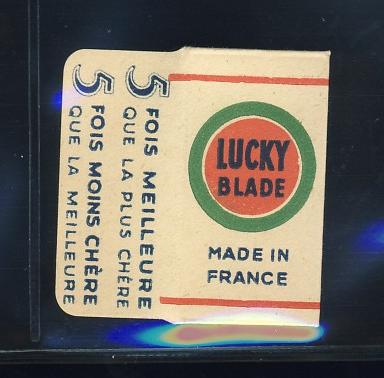 5 FOIS MEILLEURE
QUE LA PLUS CHÈRE
5 FOIS MOINS CHÈRE
QUE LA MEILLEURE
LUCKY
BLADE
MADE IN
FRANCE